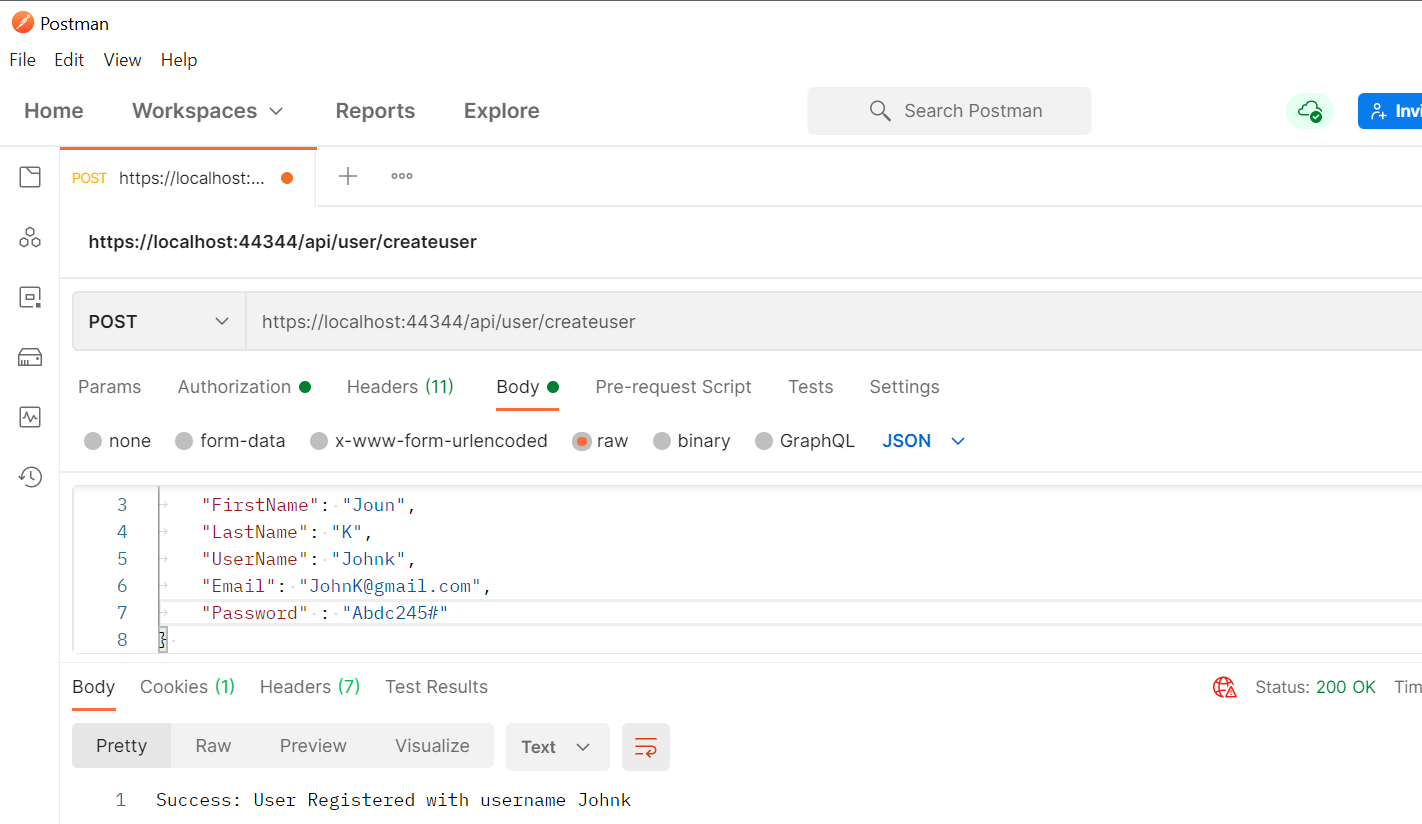 Postman
File Edit View Help
Home Workspaces Reports Explore Search Postman
POST https://localhost:...
https://localhost:44344/api/user/createuser
POST https://localhost:44344/api/user/createuser
Params Authorization Headers (11) Body Pre-request Script Tests Settings
none form-data x-www-form-urlencoded raw binary GraphQL JSON
3 "FirstName": "Joun",
4 "LastName": "K",
5 "UserName": "Johnk",
6 "Email": "JohnK@gmail.com",
7 "Password" : "Abdc245#"
8 }
Body Cookies (1) Headers (7) Test Results Status: 200 OK
Pretty Raw Preview Visualize Text
1 Success: User Registered with username Johnk